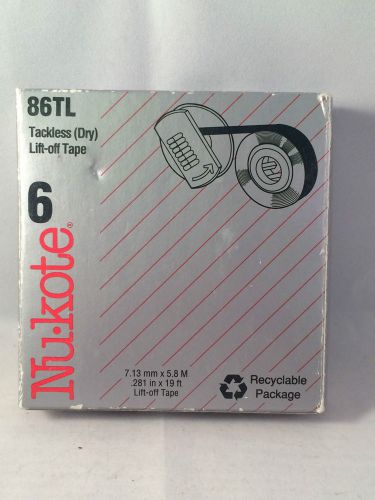 86TL
Tackless (Dry)
Lift-off Tape
6
Nu-kote®
7.13 mm x 5.8 M
.281 in x 19 ft
Lift-off Tape
Recyclable
Package